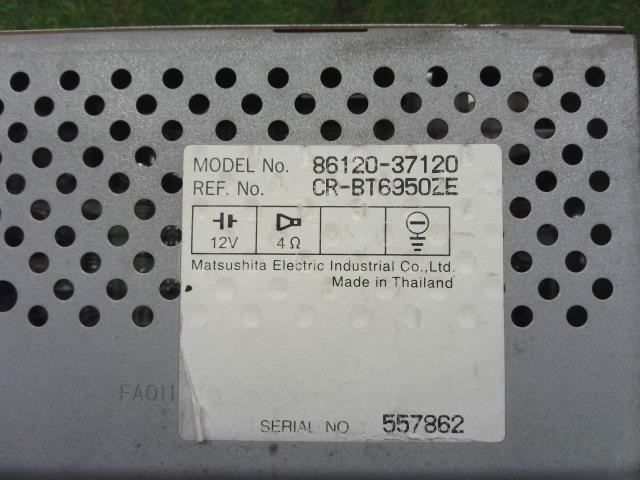 MODEL No. 86120-37120
REF. No. CR-BT6950ZE
12V 4 Ω
Matsushita Electric Industrial Co.,Ltd.
Made in Thailand
FA011
SERIAL NO 557862